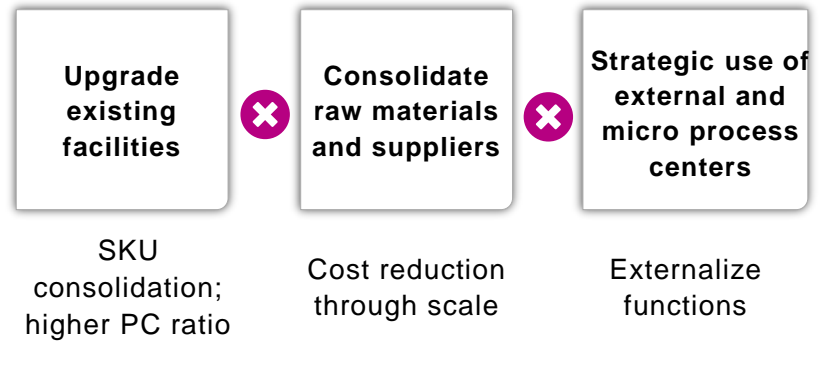 Upgrade
existing
facilities
Consolidate
raw materials
and suppliers
Strategic use of
external and
micro process
centers
SKU
consolidation;
higher PC ratio
Cost reduction
through scale
Externalize
functions